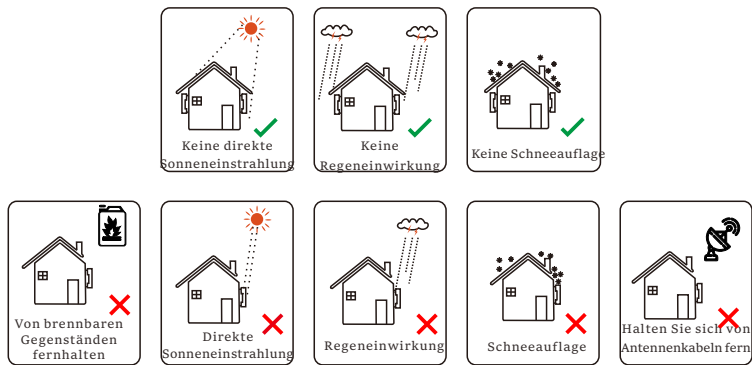 Keine direkte
Sonneneinstrahlung
Keine
Regeneinwirkung
Keine Schneeauflage
Von brennbaren
Gegenständen
fernhalten
Direkte
Sonneneinstrahlung
Regeneinwirkung
Schneeauflage
Halten Sie sich von
Antennenkabeln fern